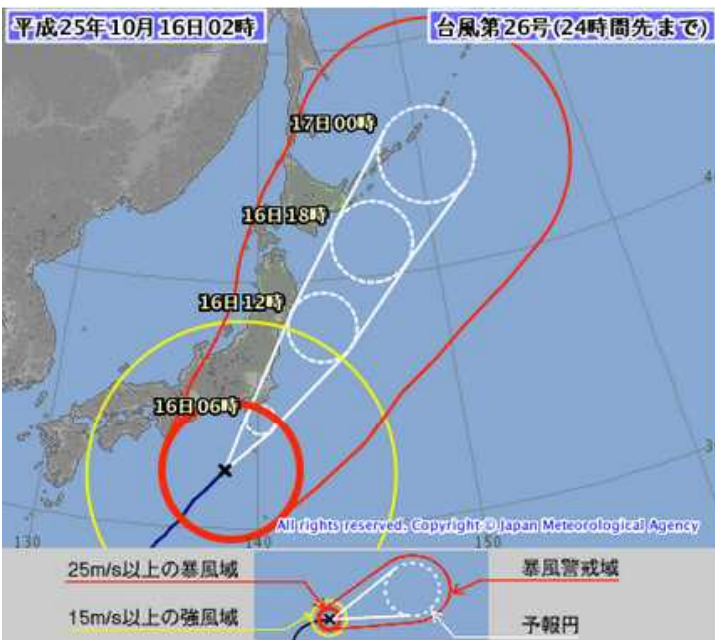 平成25年10月16日02時
台風第26号(24時間先まで)
17日00時
16日18時
4
16日12時
16日06時
3
All rights reserved. Copyright © Japan Meteorological Agency
130
140
150
25m/s以上の暴風域
暴風警戒域
15m/s以上の強風域
予報円